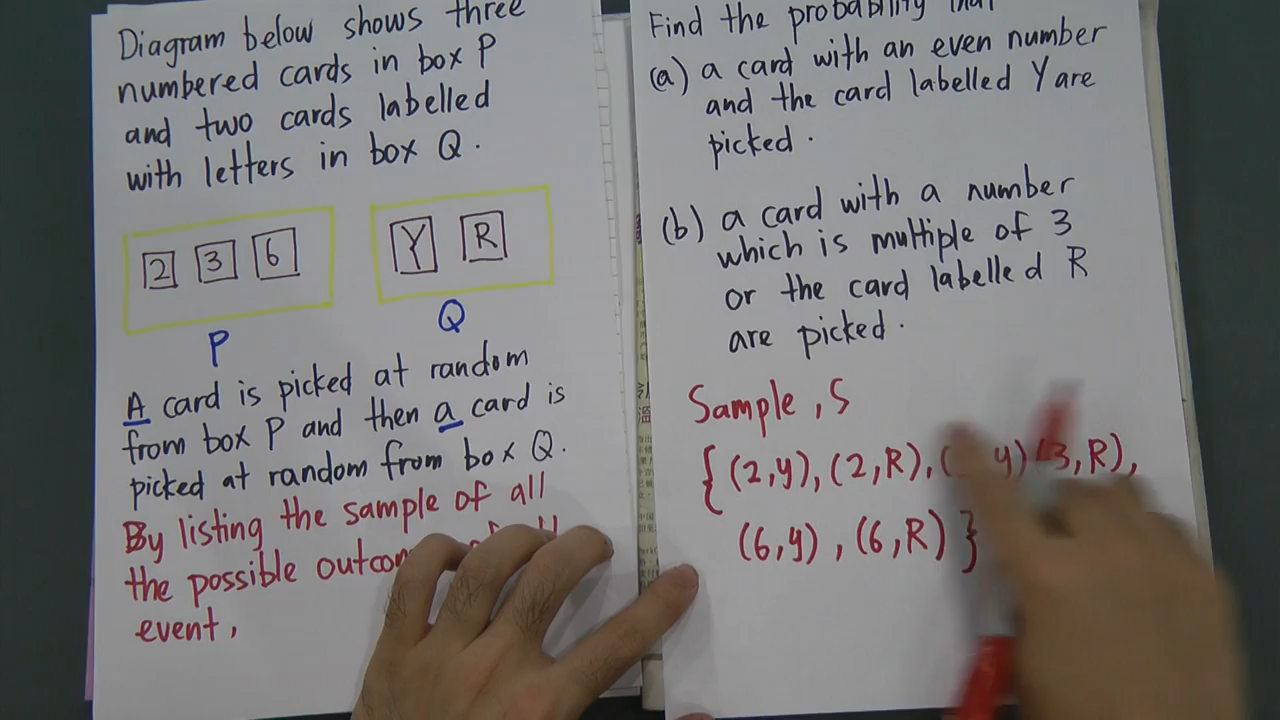 Diagram below shows three
numbered cards in box P
and two cards labelled
with letters in box Q.
2 3 6
Y R
P
Q
A card is picked at random
from box P and then a card is
picked at random from box Q.
By listing the sample of all
the possible
event,
Find the probability that
(a) a card with an even number
and the card labelled Y are
picked.
(b) a card with a number
which is multiple of 3
or the card labelled R
are picked.
Sample, S
{(2,y), (2,R), ( y) (3,R),
(6,y), (6,R)}